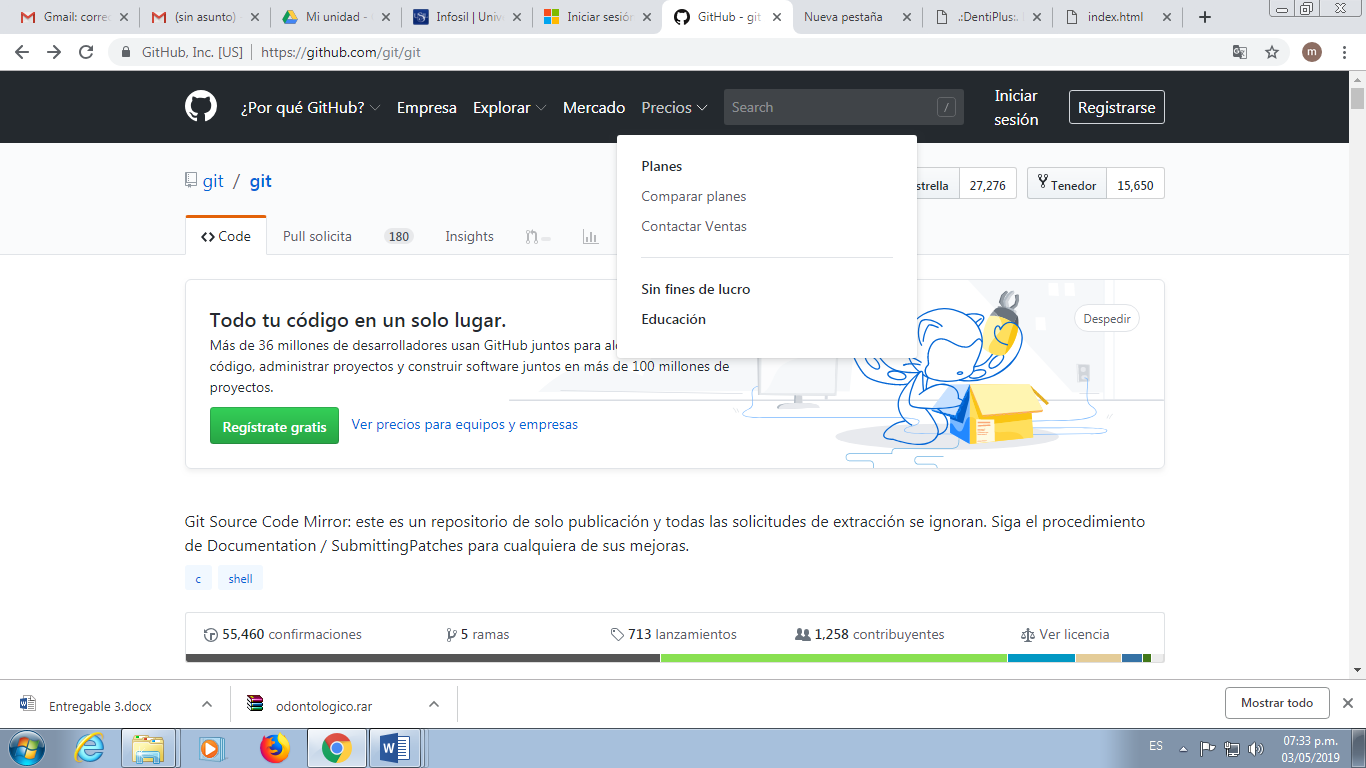 Gmail: corre
(sin asunto)
Mi unidad -
Infosil | Univ
Iniciar sesión
GitHub - git
Nueva pestaña
.:DentiPlus:.
index.html
GitHub, Inc. [US]
https://github.com/git/git
m
¿Por qué GitHub?
Empresa
Explorar
Mercado
Precios
Search
/
Iniciar
sesión
Registrarse
Planes
Comparar planes
Contactar Ventas
Sin fines de lucro
Educación
git / git
strella
27,276
Tenedor
15,650
Code
Pull solicita
180
Insights
Todo tu código en un solo lugar.
Más de 36 millones de desarrolladores usan GitHub juntos para al
código, administrar proyectos y construir software juntos en más de 100 millones de
proyectos.
Despedir
Regístrate gratis
Ver precios para equipos y empresas
Git Source Code Mirror: este es un repositorio de solo publicación y todas las solicitudes de extracción se ignoran. Siga el procedimiento
de Documentation / SubmittingPatches para cualquiera de sus mejoras.
c
shell
55,460 confirmaciones
5 ramas
713 lanzamientos
1,258 contribuyentes
Ver licencia
Entregable 3.docx
odontologico.rar
Mostrar todo
ES
07:33 p.m.
03/05/2019